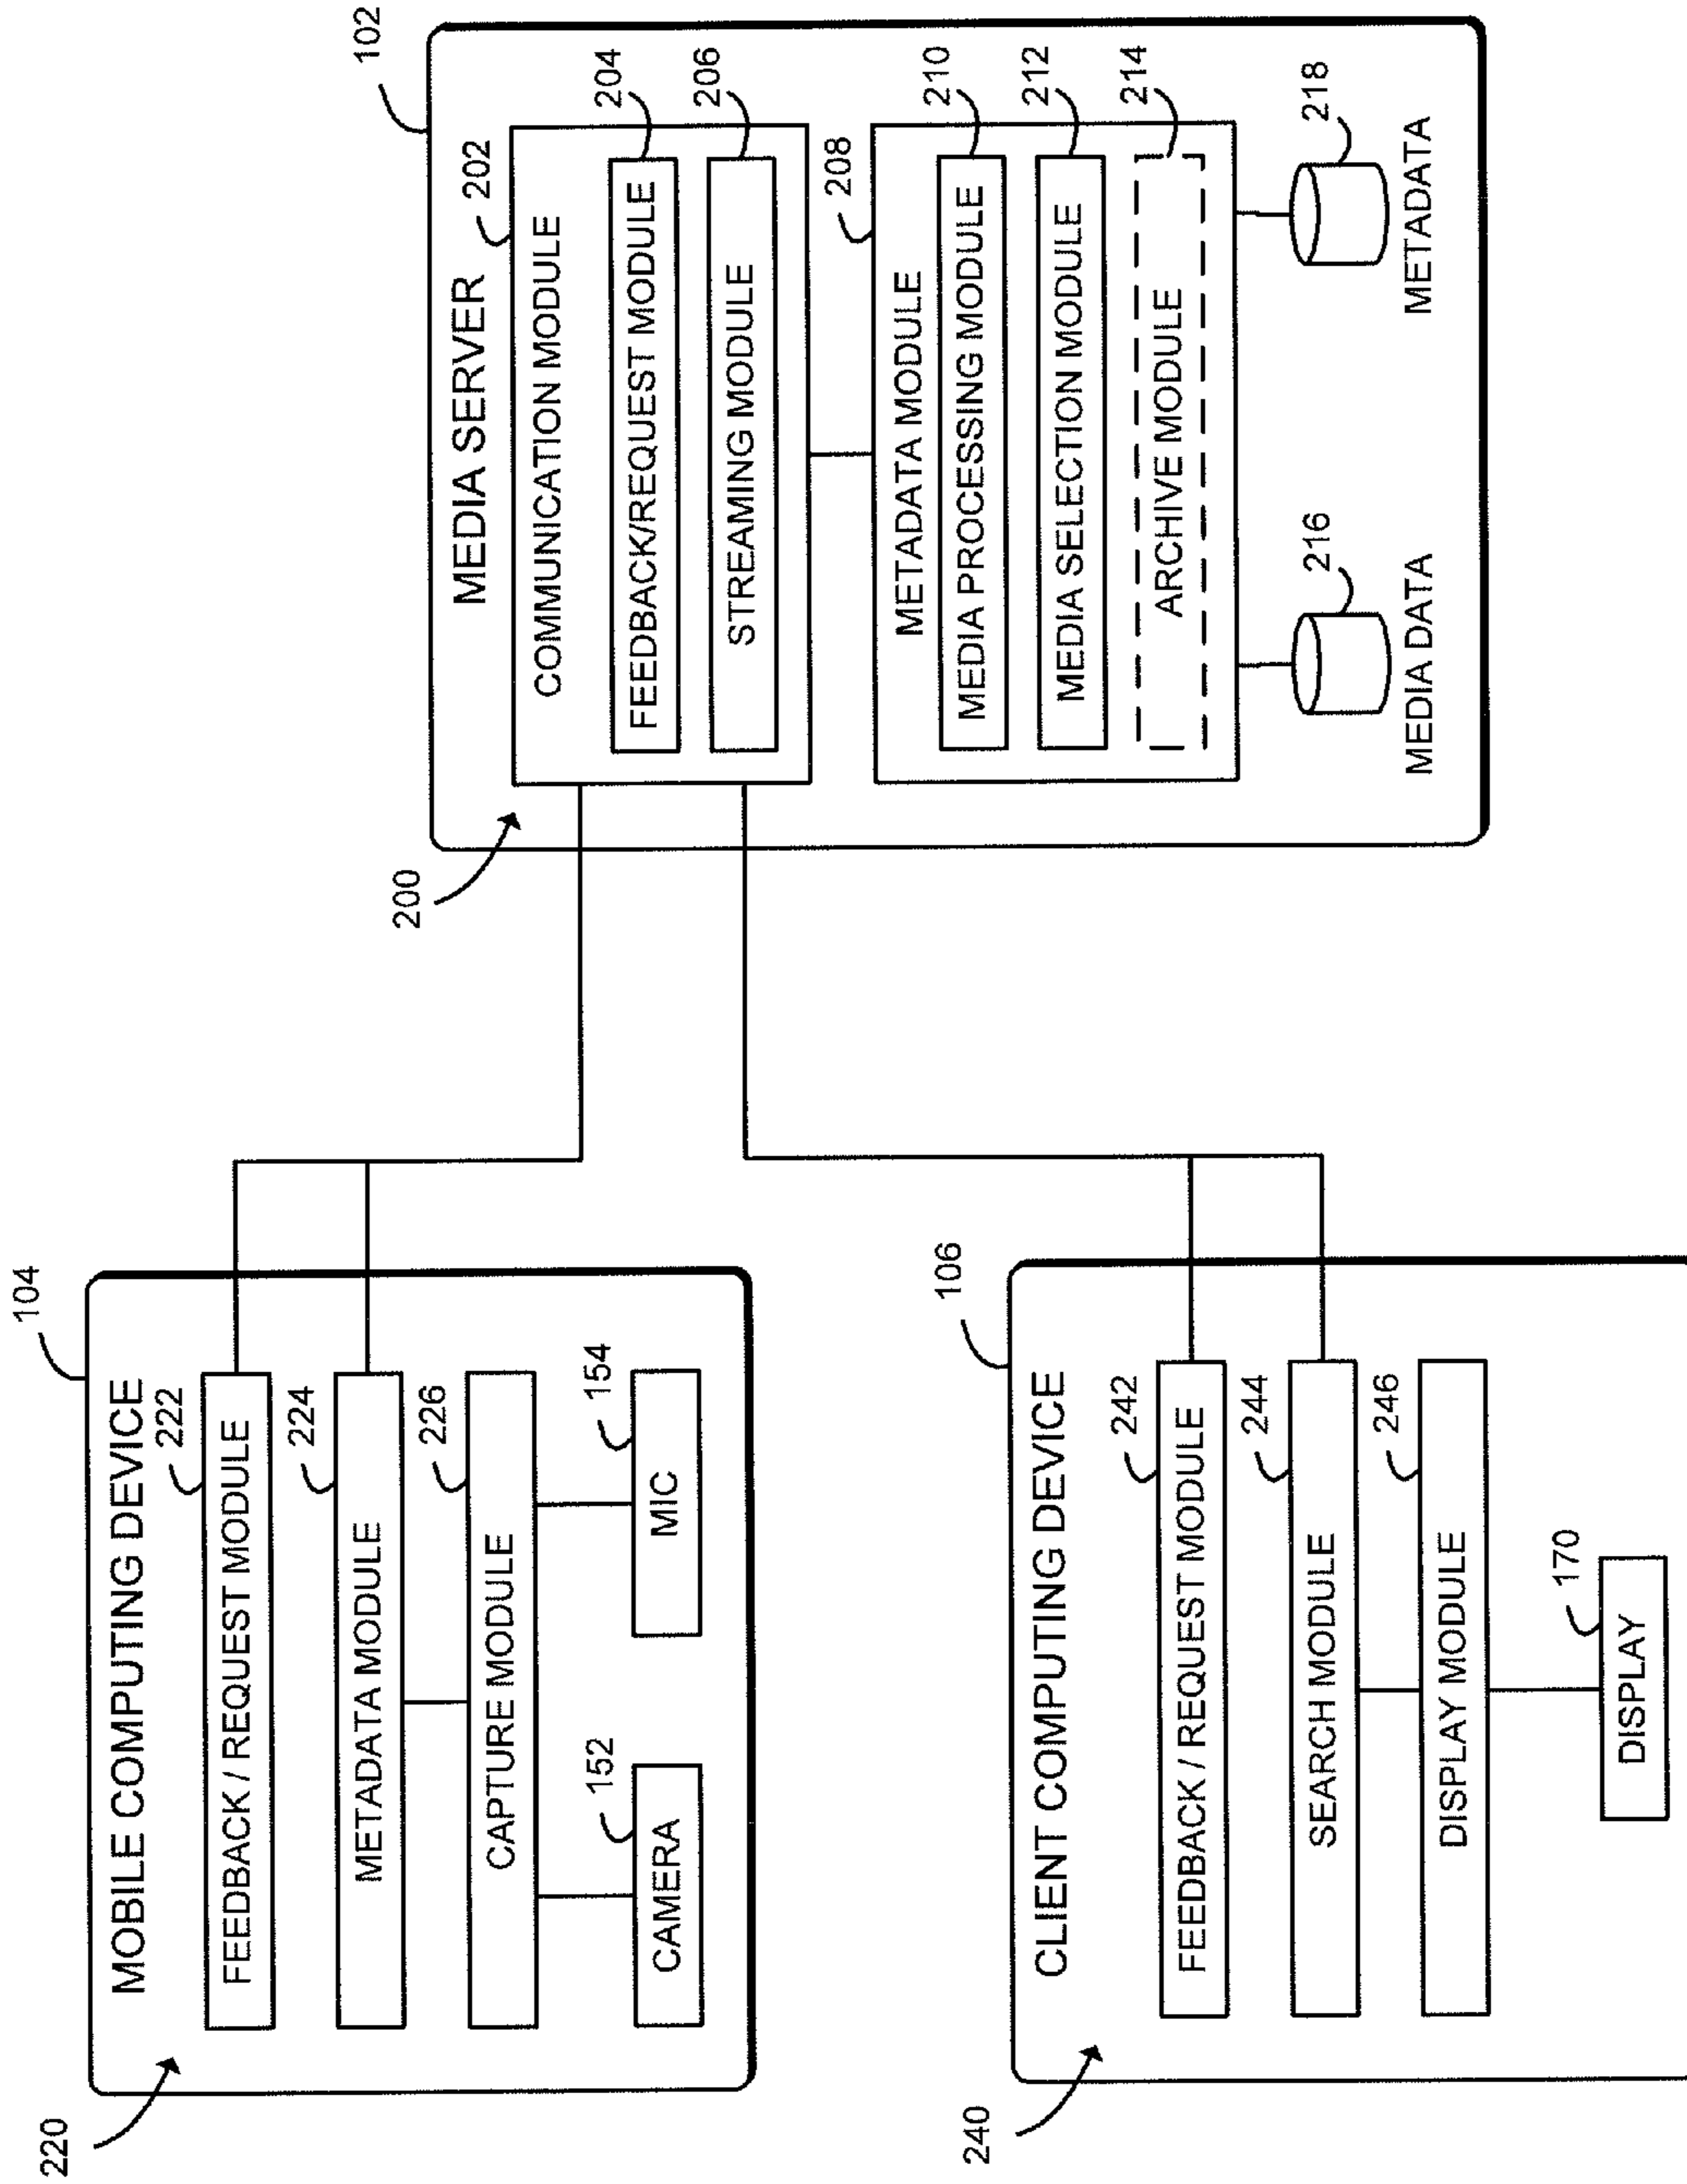 MOBILE COMPUTING DEVICE
104
220
FEEDBACK / REQUEST MODULE
222
METADATA MODULE
224
CAPTURE MODULE
226
CAMERA
152
MIC
154
CLIENT COMPUTING DEVICE
106
240
FEEDBACK / REQUEST MODULE
242
SEARCH MODULE
244
DISPLAY MODULE
246
DISPLAY
170
MEDIA SERVER
102
200
COMMUNICATION MODULE
202
FEEDBACK/REQUEST MODULE
204
STREAMING MODULE
206
METADATA MODULE
208
MEDIA PROCESSING MODULE
210
MEDIA SELECTION MODULE
212
ARCHIVE MODULE
214
216
MEDIA DATA
218
METADATA